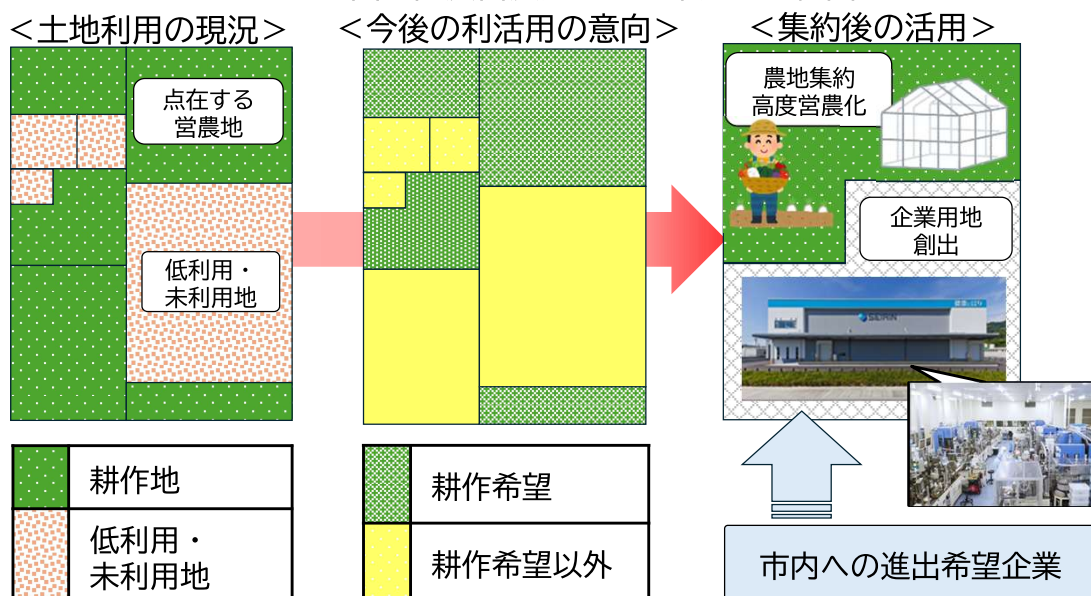 ＜土地利用の現況＞
点在する
営農地
低利用・
未利用地
耕作地
低利用・
未利用地
＜今後の利活用の意向＞
耕作希望
耕作希望以外
＜集約後の活用＞
農地集約
高度営農化
企業用地
創出
SEIRIN
市内への進出希望企業